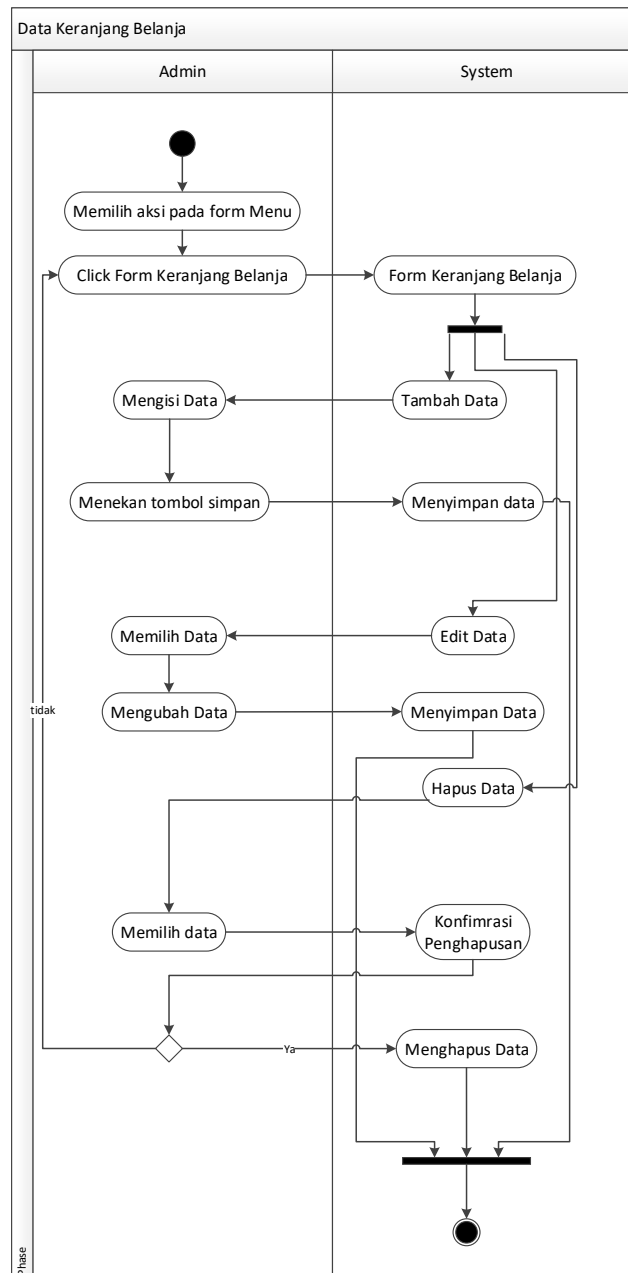 Data Keranjang Belanja
Admin
System
Memilih aksi pada form Menu
Click Form Keranjang Belanja
Form Keranjang Belanja
Mengisi Data
Tambah Data
Menekan tombol simpan
Menyimpan data
Memilih Data
Edit Data
tidak
Mengubah Data
Menyimpan Data
Hapus Data
Memilih data
Konfimrasi
Penghapusan
Ya
Menghapus Data
Phase